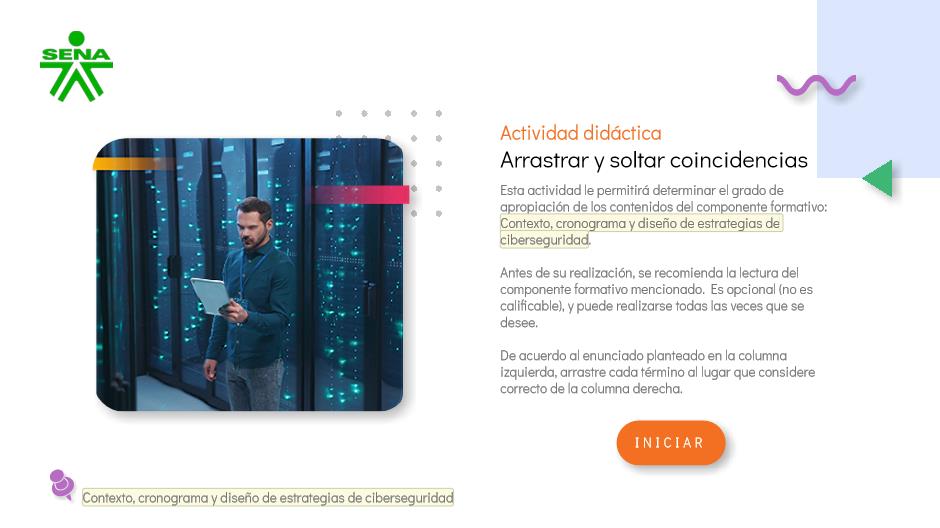 SENA
Actividad didáctica
Arrastrar y soltar coincidencias
Esta actividad le permitirá determinar el grado de
apropiación de los contenidos del componente formativo:
Contexto, cronograma y diseño de estrategias de
ciberseguridad.
Antes de su realización, se recomienda la lectura del
componente formativo mencionado. Es opcional (no es
calificable), y puede realizarse todas las veces que se
desee.
De acuerdo al enunciado planteado en la columna
izquierda, arrastre cada término al lugar que considere
correcto de la columna derecha.
INICIAR
Contexto, cronograma y diseño de estrategias de ciberseguridad